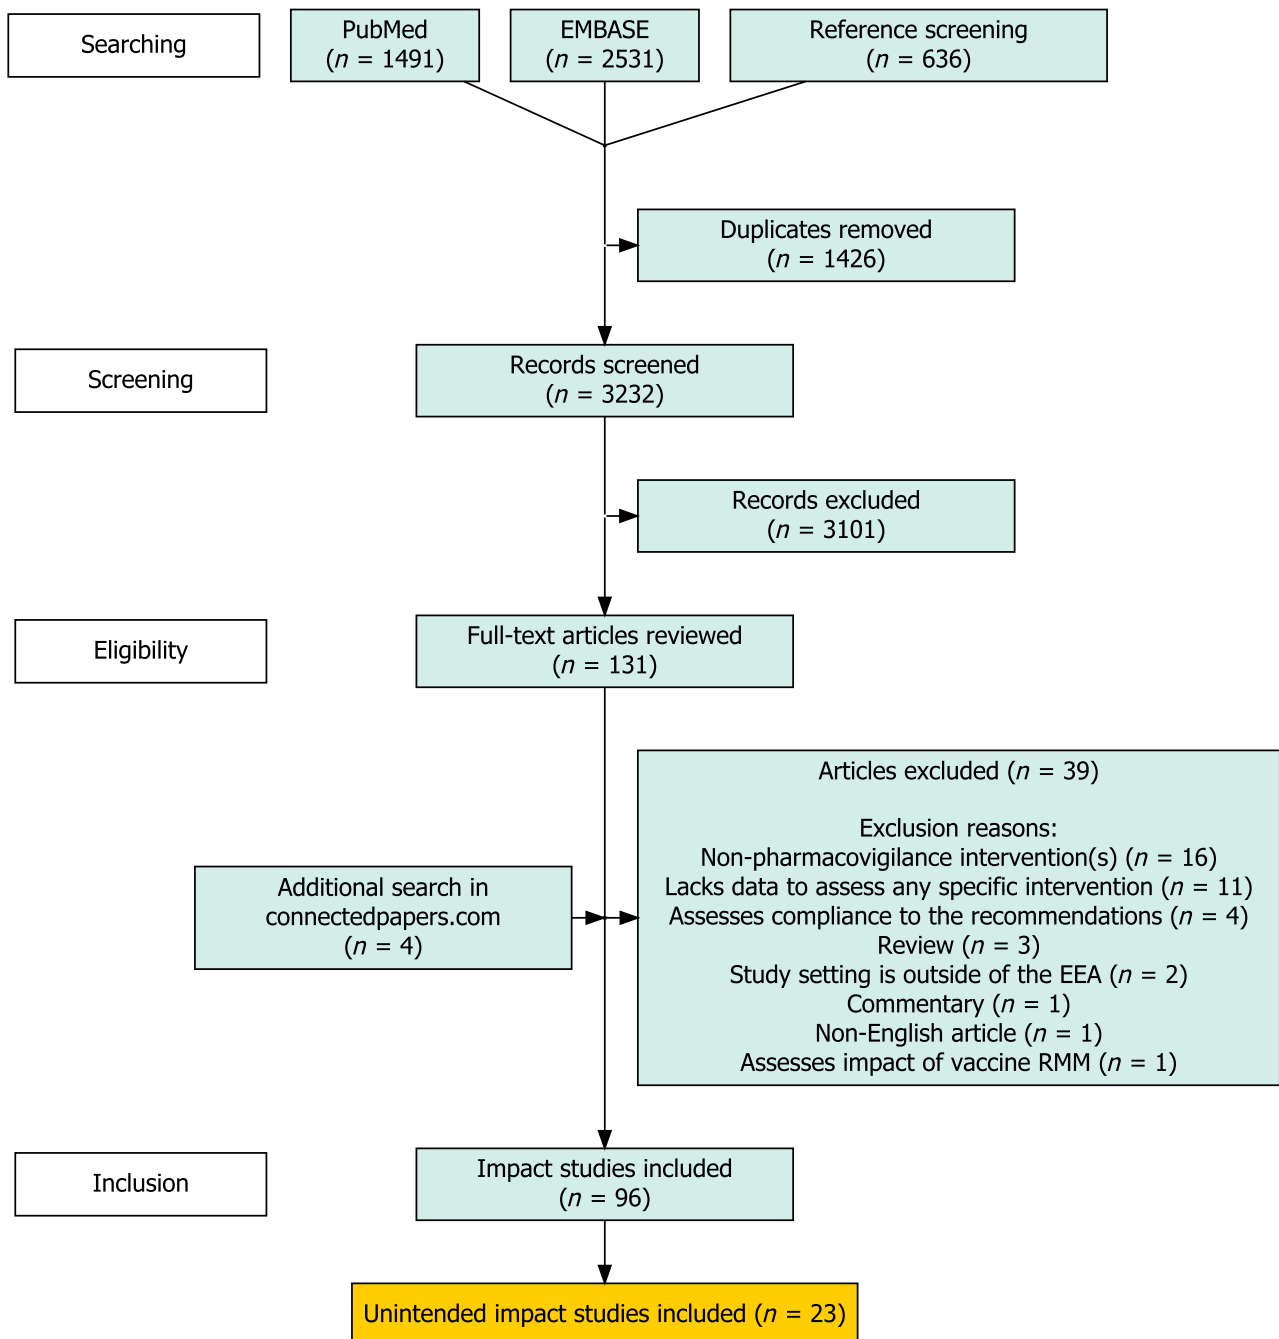 Searching
PubMed
(n = 1491)
EMBASE
(n = 2531)
Reference screening
(n = 636)
Duplicates removed
(n = 1426)
Screening
Records screened
(n = 3232)
Records excluded
(n = 3101)
Eligibility
Full-text articles reviewed
(n = 131)
Additional search in
connectedpapers.com
(n = 4)
Articles excluded (n = 39)
Exclusion reasons:
Non-pharmacovigilance intervention(s) (n = 16)
Lacks data to assess any specific intervention (n = 11)
Assesses compliance to the recommendations (n = 4)
Review (n = 3)
Study setting is outside of the EEA (n = 2)
Commentary (n = 1)
Non-English article (n = 1)
Assesses impact of vaccine RMM (n = 1)
Inclusion
Impact studies included
(n = 96)
Unintended impact studies included (n = 23)